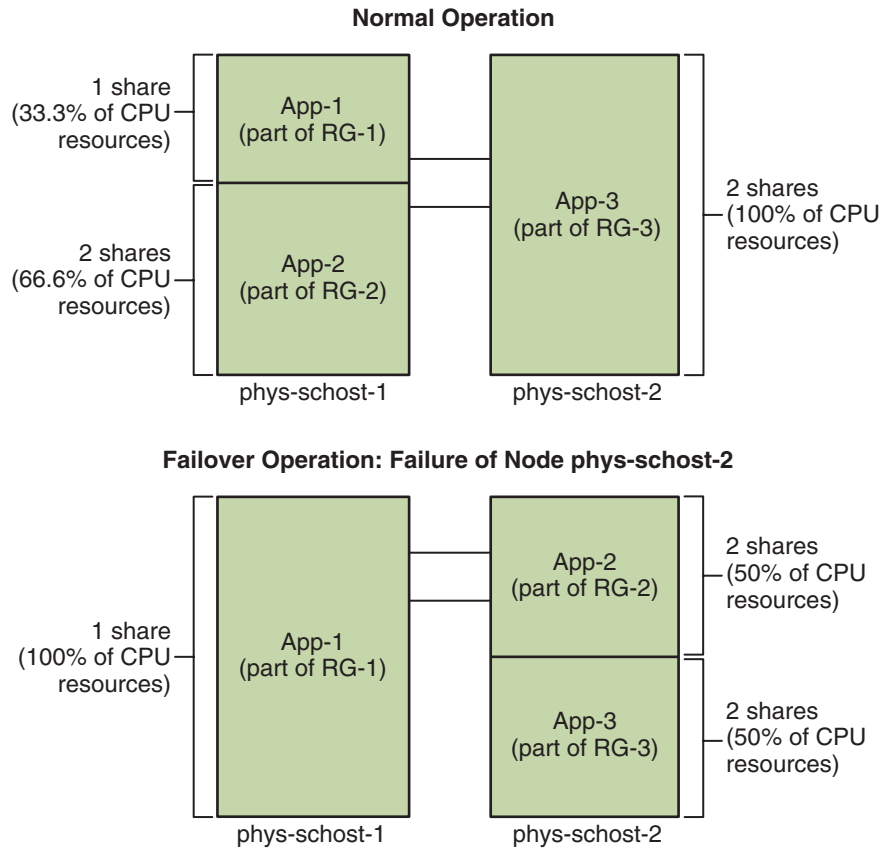 Normal Operation
1 share
(33.3% of CPU
resources)
2 shares
(66.6% of CPU
resources)
App-1
(part of RG-1)
App-2
(part of RG-2)
App-3
(part of RG-3)
2 shares
(100% of CPU
resources)
phys-schost-1
phys-schost-2
Failover Operation: Failure of Node phys-schost-2
1 share
(100% of CPU
resources)
App-1
(part of RG-1)
App-2
(part of RG-2)
App-3
(part of RG-3)
2 shares
(50% of CPU
resources)
2 shares
(50% of CPU
resources)
phys-schost-1
phys-schost-2